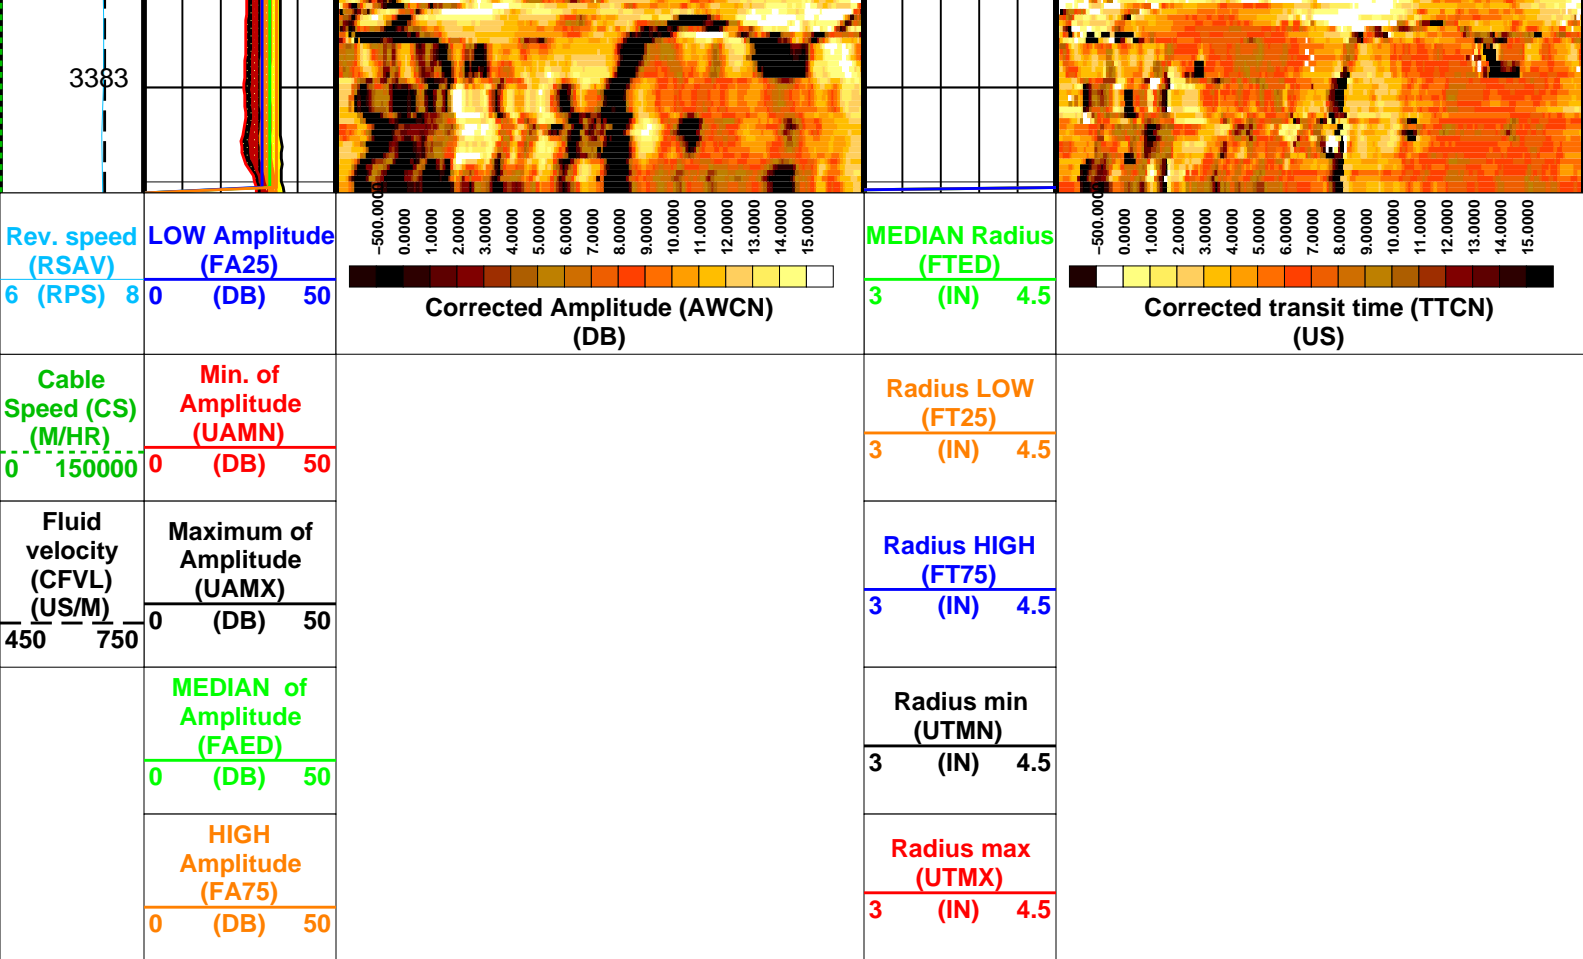 3383
Rev. speed
(RSAV)
6 (RPS) 8
LOW Amplitude
(FA25)
0 (DB) 50
−500.0000
0.0000
1.0000
2.0000
3.0000
4.0000
5.0000
6.0000
7.0000
8.0000
9.0000
10.0000
11.0000
12.0000
13.0000
14.0000
15.0000
Corrected Amplitude (AWCN)
(DB)
MEDIAN Radius
(FTED)
3 (IN) 4.5
−500.0000
0.0000
1.0000
2.0000
3.0000
4.0000
5.0000
6.0000
7.0000
8.0000
9.0000
10.0000
11.0000
12.0000
13.0000
14.0000
15.0000
Corrected transit time (TTCN)
(US)
Cable
Speed (CS)
(M/HR)
0 150000
Min. of
Amplitude
(UAMN)
0 (DB) 50
Radius LOW
(FT25)
3 (IN) 4.5
Fluid
velocity
(CFVL)
(US/M)
450 750
Maximum of
Amplitude
(UAMX)
0 (DB) 50
Radius HIGH
(FT75)
3 (IN) 4.5
MEDIAN of
Amplitude
(FAED)
0 (DB) 50
Radius min
(UTMN)
3 (IN) 4.5
HIGH
Amplitude
(FA75)
0 (DB) 50
Radius max
(UTMX)
3 (IN) 4.5